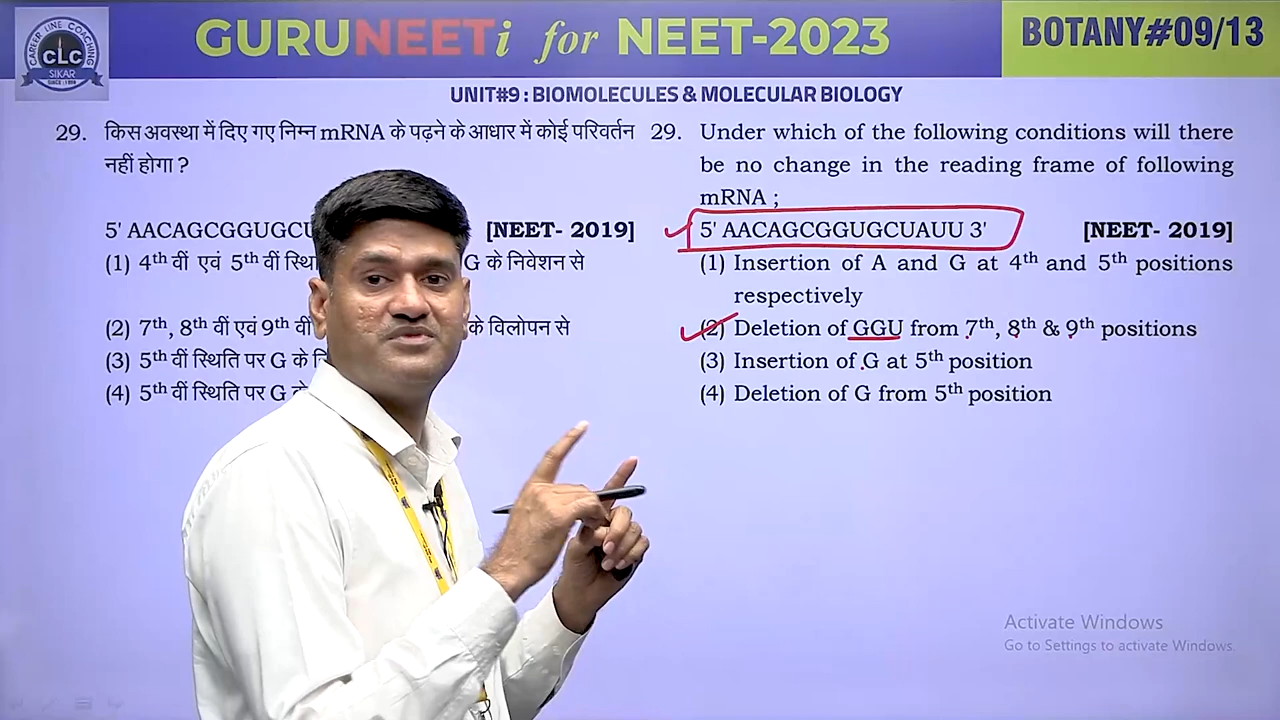 GURUNEETi for NEET-2023
BOTANY#09/13
CAREER LINE COACHING
CLC
SIKAR
SINCE : 1996
UNIT#9 : BIOMOLECULES & MOLECULAR BIOLOGY
29. किस अवस्था में दिए गए निम्न mRNA के पढ़ने के आधार में कोई परिवर्तन
नहीं होगा ?
5' AACAGCGGUGCU [NEET- 2019]
(1) 4th वीं एवं 5th वीं G के निवेशन से
(2) 7th, 8th वीं एवं 9th वीं के विलोपन से
(3) 5th वीं स्थिति पर G के
(4) 5th वीं स्थिति पर G के
29. Under which of the following conditions will there
be no change in the reading frame of following
mRNA ;
5' AACAGCGGUGCUAUU 3' [NEET- 2019]
(1) Insertion of A and G at 4th and 5th positions
respectively
(2) Deletion of GGU from 7th, 8th & 9th positions
(3) Insertion of G at 5th position
(4) Deletion of G from 5th position
Activate Windows
Go to Settings to activate Windows.